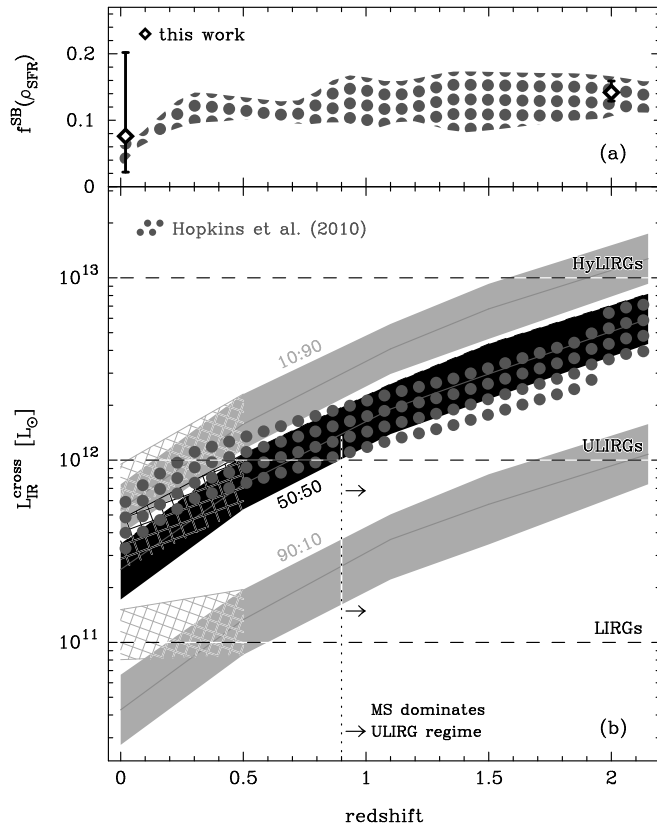 this work
0.2
0.1
0
f^SB(ρ_SFR)
(a)
Hopkins et al. (2010)
HyLIRGs
10^13
10:90
10^12
ULIRGs
50:50
L_IR^cross [L_⊙]
90:10
10^11
LIRGs
MS dominates
ULIRG regime
(b)
0 0.5 1 1.5 2
redshift